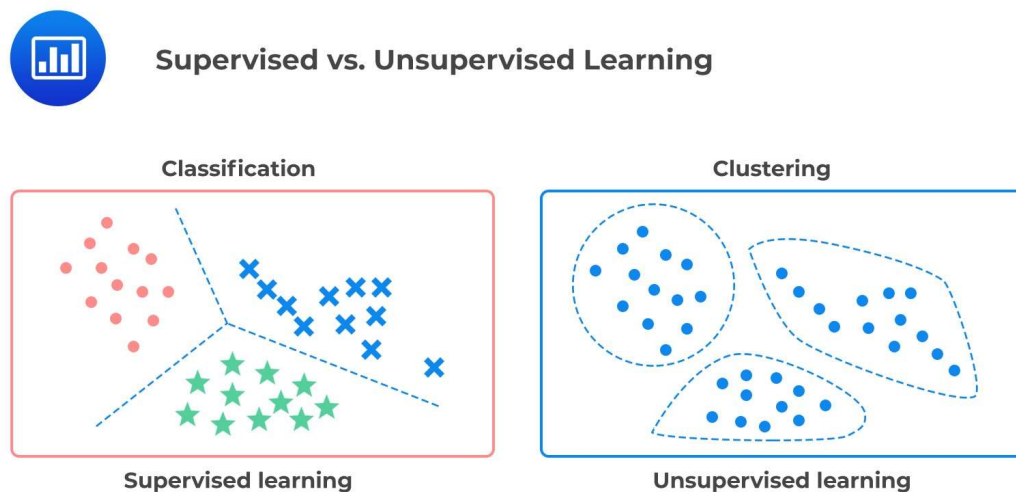 Supervised vs. Unsupervised Learning
Classification
Clustering
Supervised learning
Unsupervised learning